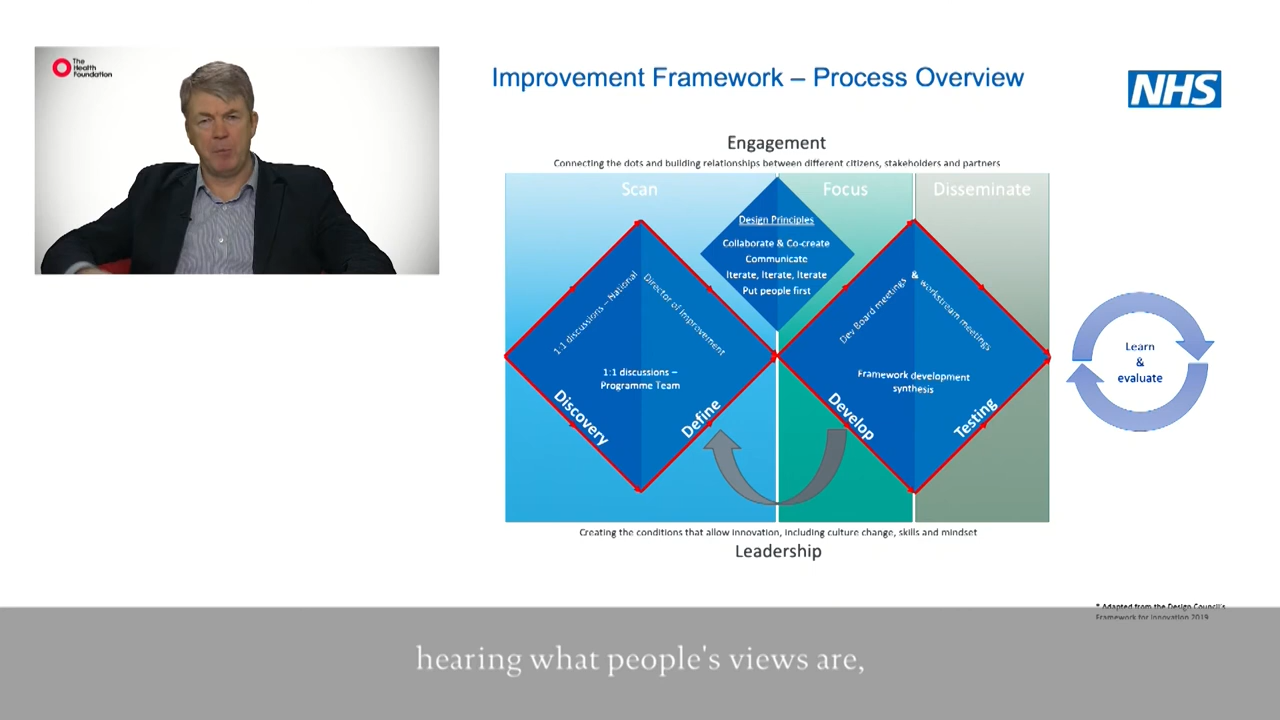 The
Health
Foundation
Improvement Framework – Process Overview
NHS
Engagement
Connecting the dots and building relationships between different citizens, stakeholders and partners
Scan
Focus
Disseminate
Design Principles
Collaborate & Co-create
Communicate
Iterate, Iterate, Iterate
Put people first
1:1 discussions – National
Director of Improvement
1:1 discussions –
Programme Team
Discovery
Define
Dev Board meetings
&
workstream meetings
Framework development
synthesis
Develop
Testing
Learn
&
evaluate
Creating the conditions that allow innovation, including culture change, skills and mindset
Leadership
* Adapted from the Design Council's
Framework for Innovation 2019
hearing what people's views are,